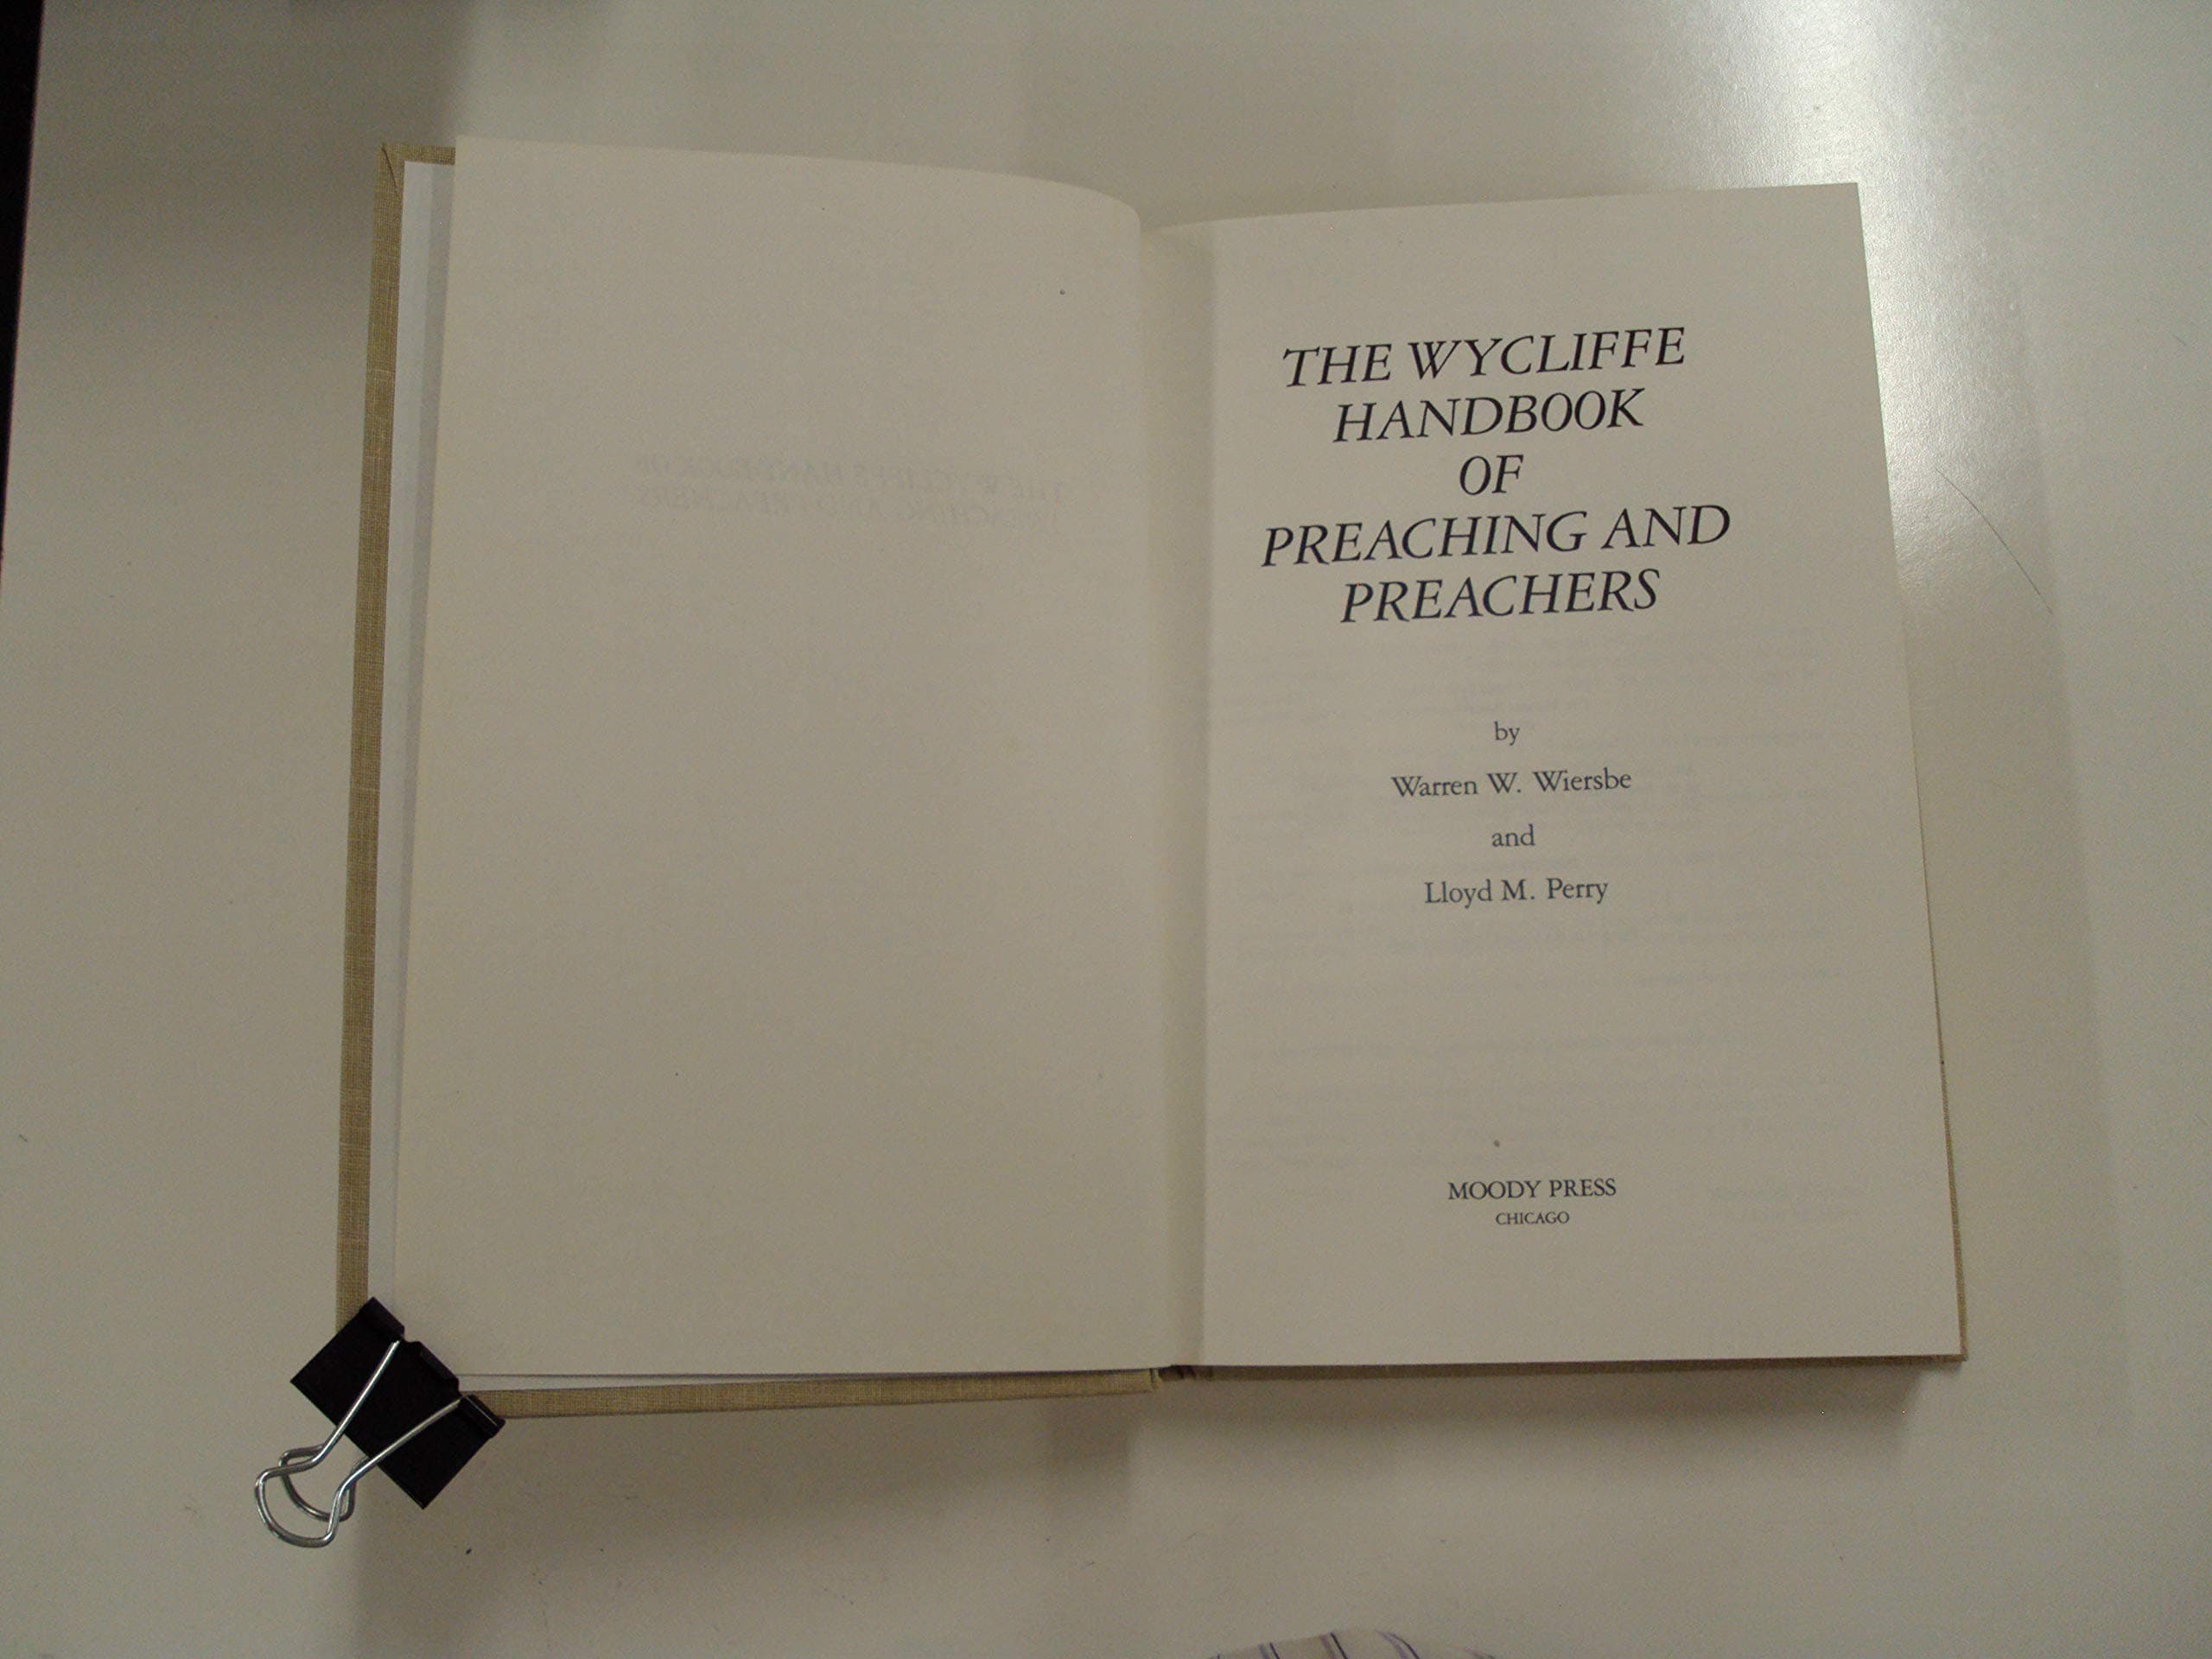 THE WYCLIFFE
HANDBOOK
OF
PREACHING AND
PREACHERS
by
Warren W. Wiersbe
and
Lloyd M. Perry
MOODY PRESS
CHICAGO